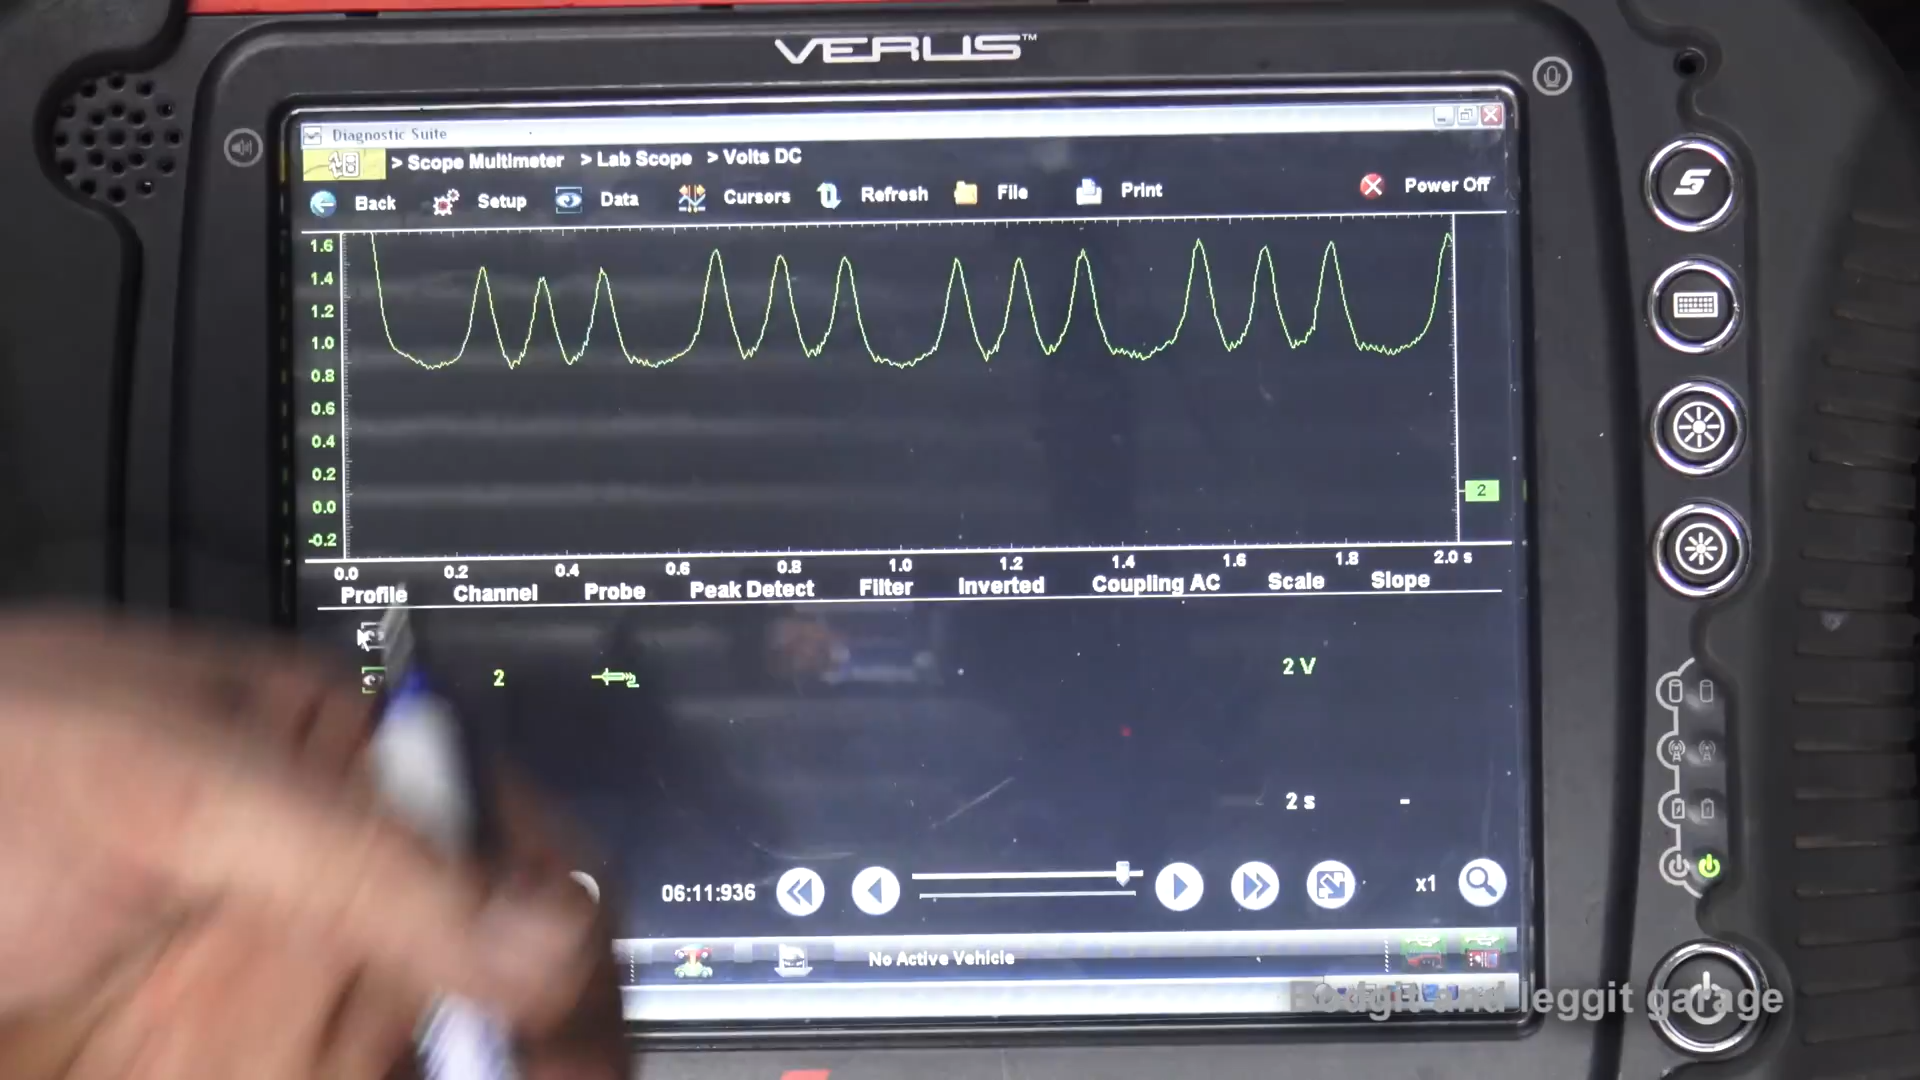 VERUS™
Diagnostic Suite
> Scope Multimeter > Lab Scope > Volts DC
Back Setup Data Cursors Refresh File Print Power Off
1.6
1.4
1.2
1.0
0.8
0.6
0.4
0.2
0.0
-0.2
2
0.0 0.2 0.4 0.6 0.8 1.0 1.2 1.4 1.6 1.8 2.0 s
Profile Channel Probe Peak Detect Filter Inverted Coupling AC Scale Slope
2 2 V
2 s -
06:11:936 x1
No Active Vehicle
Bodgit and leggit garage